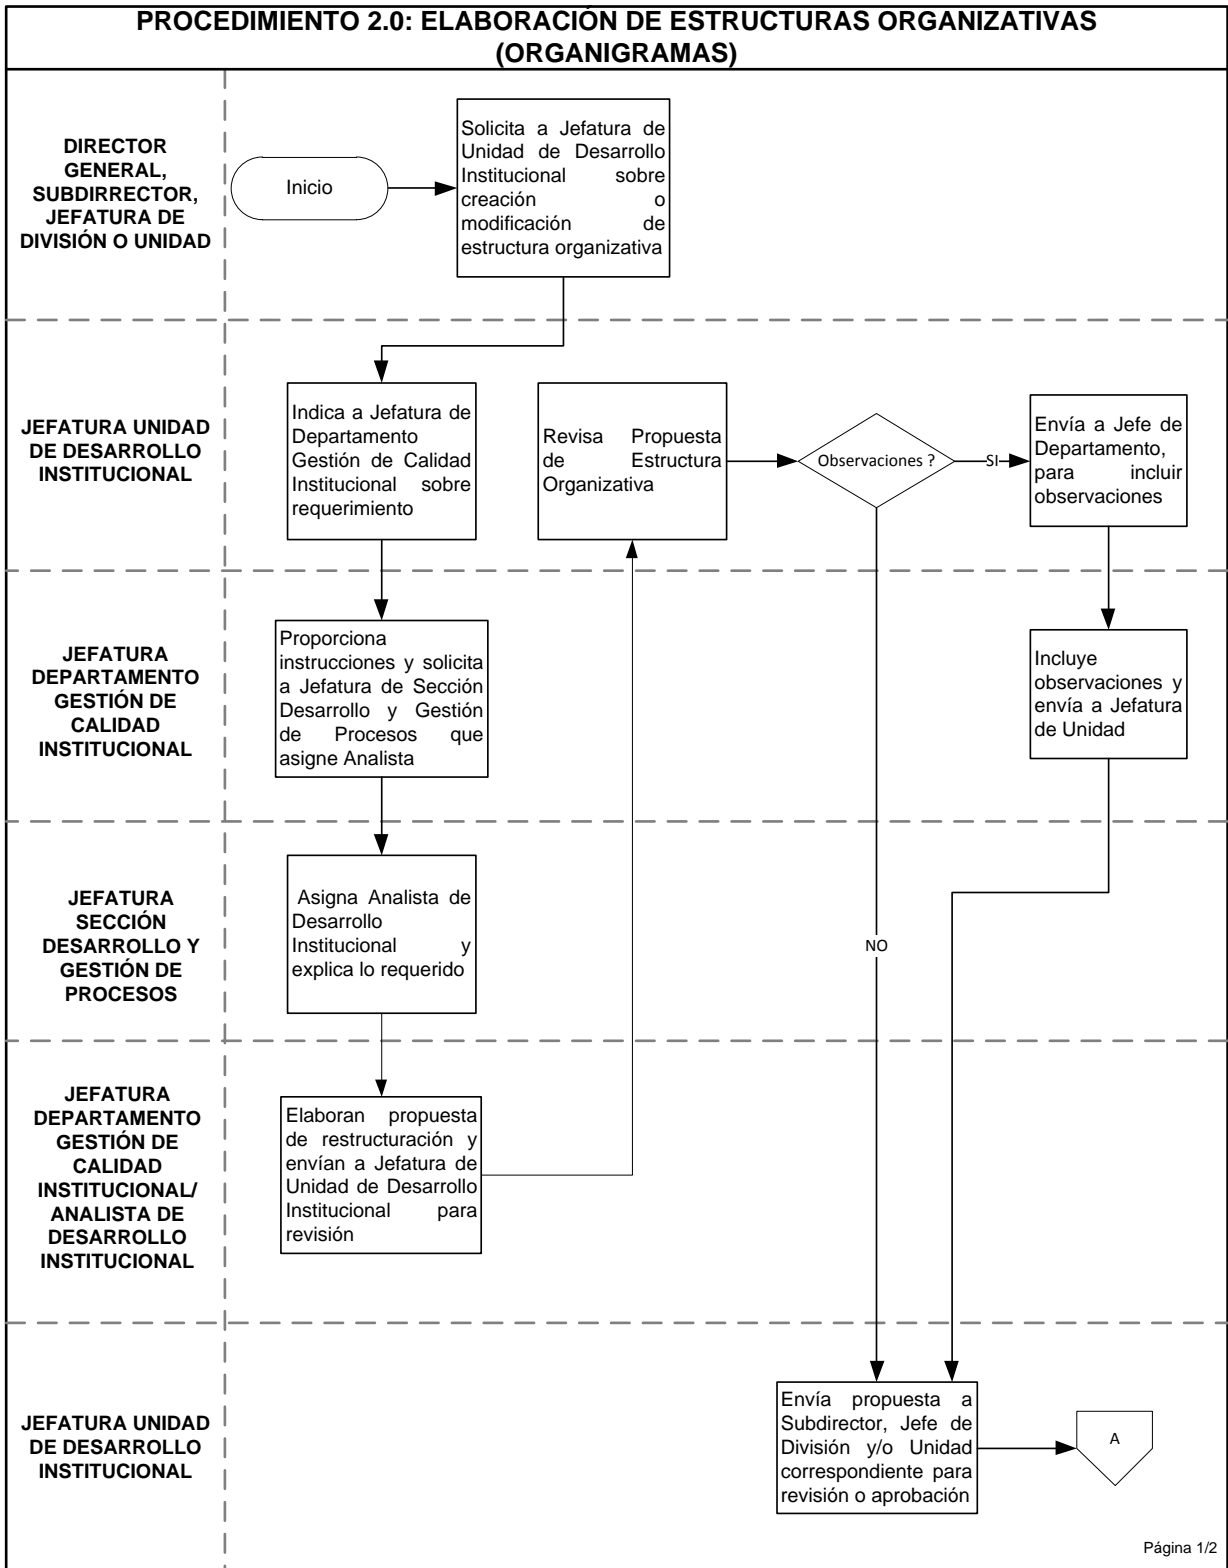 PROCEDIMIENTO 2.0: ELABORACIÓN DE ESTRUCTURAS ORGANIZATIVAS
(ORGANIGRAMAS)
DIRECTOR
GENERAL,
SUBDIRRECTOR,
JEFATURA DE
DIVISIÓN O UNIDAD
Inicio
Solicita a Jefatura de
Unidad de Desarrollo
Institucional sobre
creación o
modificación de
estructura organizativa
JEFATURA UNIDAD
DE DESARROLLO
INSTITUCIONAL
Indica a Jefatura de
Departamento
Gestión de Calidad
Institucional sobre
requerimiento
Revisa Propuesta
de Estructura
Organizativa
Observaciones ?
SI
Envía a Jefe de
Departamento,
para incluir
observaciones
JEFATURA
DEPARTAMENTO
GESTIÓN DE
CALIDAD
INSTITUCIONAL
Proporciona
instrucciones y solicita
a Jefatura de Sección
Desarrollo y Gestión
de Procesos que
asigne Analista
Incluye
observaciones y
envía a Jefatura
de Unidad
JEFATURA
SECCIÓN
DESARROLLO Y
GESTIÓN DE
PROCESOS
Asigna Analista de
Desarrollo
Institucional y
explica lo requerido
NO
JEFATURA
DEPARTAMENTO
GESTIÓN DE
CALIDAD
INSTITUCIONAL/
ANALISTA DE
DESARROLLO
INSTITUCIONAL
Elaboran propuesta
de restructuración y
envían a Jefatura de
Unidad de Desarrollo
Institucional para
revisión
JEFATURA UNIDAD
DE DESARROLLO
INSTITUCIONAL
Envía propuesta a
Subdirector, Jefe de
División y/o Unidad
correspondiente para
revisión o aprobación
A
Página 1/2